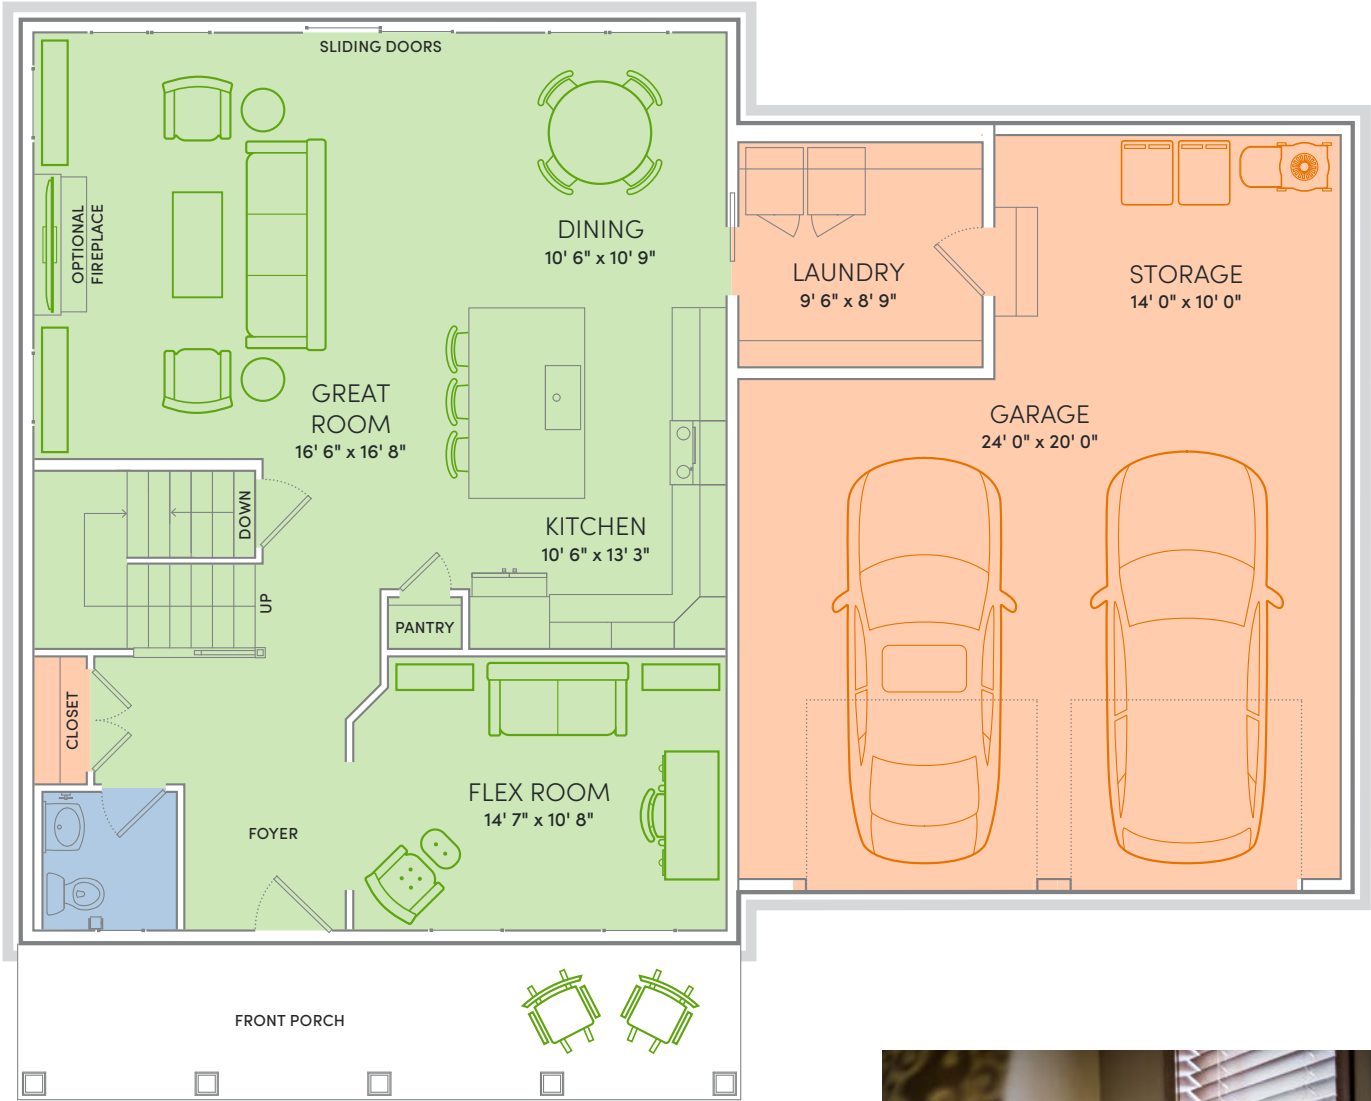 SLIDING DOORS
OPTIONAL
FIREPLACE
DINING
10' 6" x 10' 9"
LAUNDRY
9' 6" x 8' 9"
STORAGE
14' 0" x 10' 0"
GREAT
ROOM
16' 6" x 16' 8"
GARAGE
24' 0" x 20' 0"
DOWN
KITCHEN
10' 6" x 13' 3"
UP
PANTRY
CLOSET
FLEX ROOM
14' 7" x 10' 8"
FOYER
FRONT PORCH